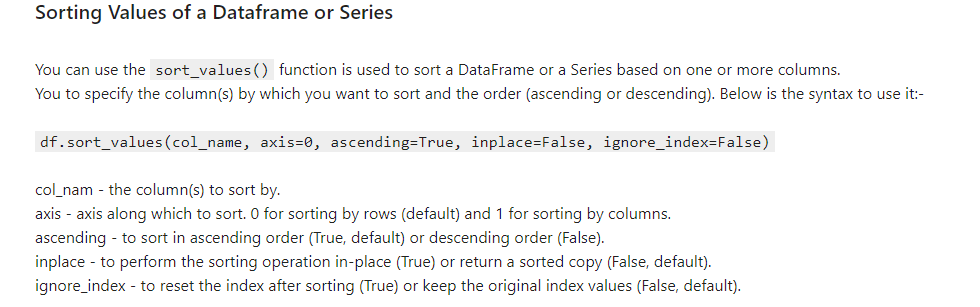 Sorting Values of a Dataframe or Series
You can use the sort_values() function is used to sort a DataFrame or a Series based on one or more columns.
You to specify the column(s) by which you want to sort and the order (ascending or descending). Below is the syntax to use it:-
df.sort_values(col_name, axis=0, ascending=True, inplace=False, ignore_index=False)
col_nam - the column(s) to sort by.
axis - axis along which to sort. 0 for sorting by rows (default) and 1 for sorting by columns.
ascending - to sort in ascending order (True, default) or descending order (False).
inplace - to perform the sorting operation in-place (True) or return a sorted copy (False, default).
ignore_index - to reset the index after sorting (True) or keep the original index values (False, default).